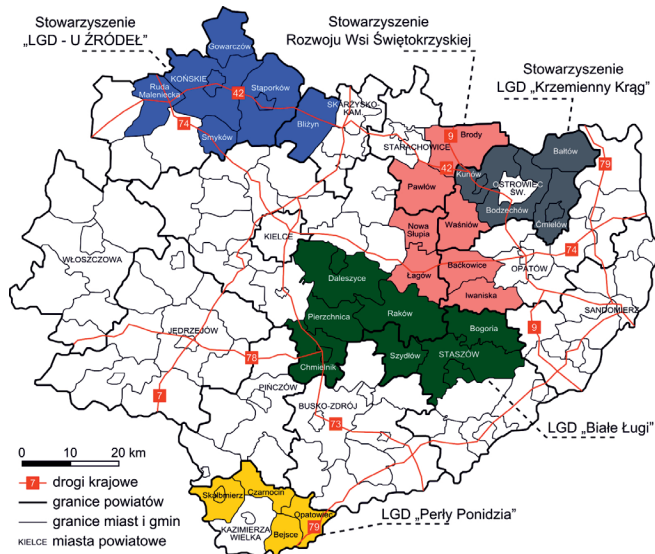 Stowarzyszenie
„LGD - U ŹRÓDEŁ”
Stowarzyszenie
Rozwoju Wsi Świętokrzyskiej
Stowarzyszenie
LGD „Krzemienny Krąg”
Gowarczów
Ruda
Maleniecka
KOŃSKIE
42
Stąporków
SKARŻYSKO-
KAM.
Bliżyn
74
Smyków
STARACHOWICE
9
Brody
42
Kunów
Bałtów
79
OSTROWIEC
ŚW.
Bodzechów
Ćmielów
Pawłów
Nowa
Słupia
Waśniów
74
KIELCE
Łagów
Baćkowice
OPATÓW
Iwaniska
WŁOSZCZOWA
Daleszyce
Pierzchnica
Raków
Bogoria
SANDOMIERZ
9
JĘDRZEJÓW
78
Chmielnik
Szydłów
STASZÓW
7
PIŃCZÓW
BUSKO-ZDRÓJ
73
LGD „Białe Ługi”
0 10 20 km
7 drogi krajowe
granice powiatów
granice miast i gmin
KIELCE miasta powiatowe
Skalbmierz
Czarnocin
Opatowiec
79
KAZIMIERZA
WIELKA
Bejsce
LGD „Perły Ponidzia”